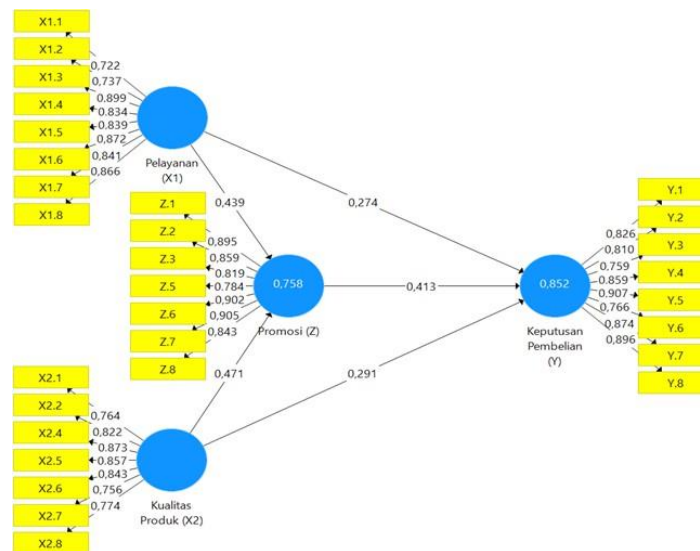 X1.1
X1.2
X1.3
X1.4
X1.5
X1.6
X1.7
X1.8
0,722
0,737
0,899
0,834
0,839
0,872
0,841
0,866
Pelayanan
(X1)
0,439
0,274
Z.1
Z.2
Z.3
Z.5
Z.6
Z.7
Z.8
0,895
0,859
0,819
0,784
0,902
0,905
0,843
0,758
Promosi (Z)
0,413
0,471
0,291
X2.1
X2.2
X2.4
X2.5
X2.6
X2.7
X2.8
0,764
0,822
0,873
0,857
0,843
0,756
0,774
Kualitas
Produk (X2)
0,852
Keputusan
Pembelian
(Y)
0,826
0,810
0,759
0,859
0,907
0,766
0,874
0,896
Y.1
Y.2
Y.3
Y.4
Y.5
Y.6
Y.7
Y.8